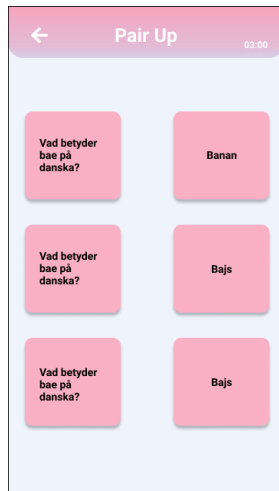 Pair Up
03:00
Vad betyder
bae på
danska?
Banan
Vad betyder
bae på
danska?
Bajs
Vad betyder
bae på
danska?
Bajs